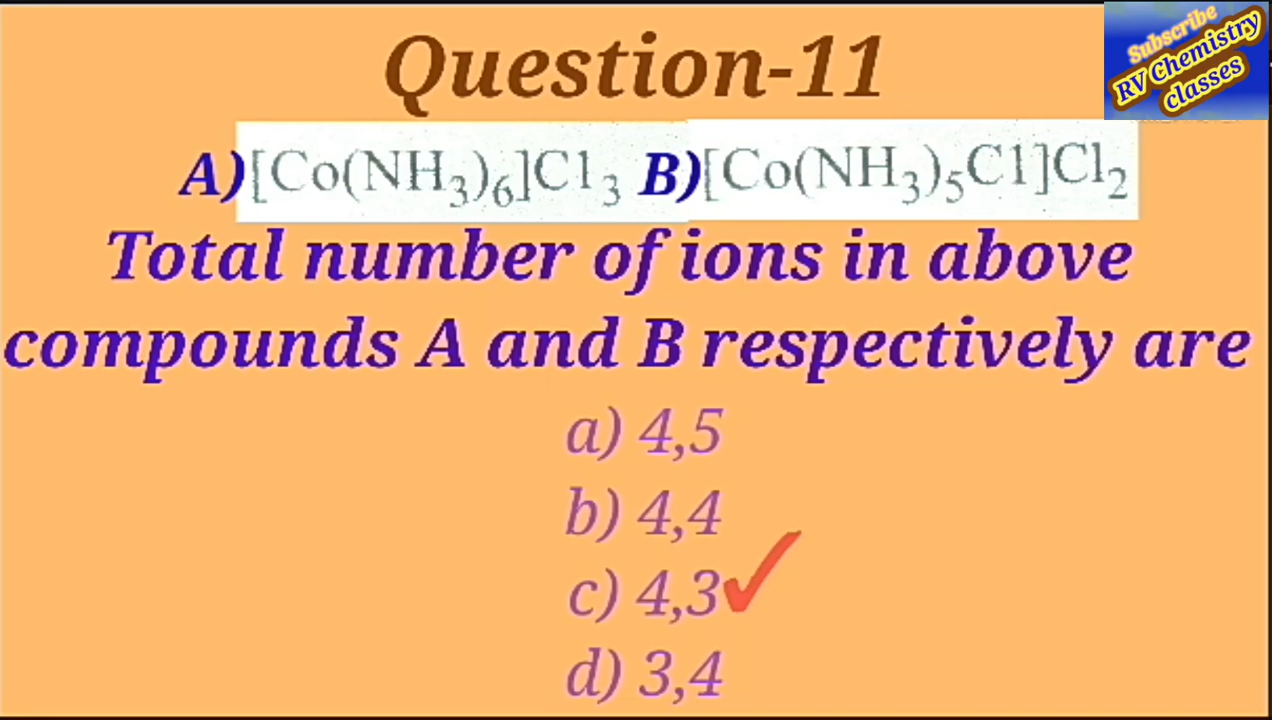 Question-11
Subscribe
RV Chemistry
classes
A)[Co(NH₃)₆]Cl₃ B)[Co(NH₃)₅Cl]Cl₂
Total number of ions in above
compounds A and B respectively are
a) 4,5
b) 4,4
c) 4,3✓
d) 3,4